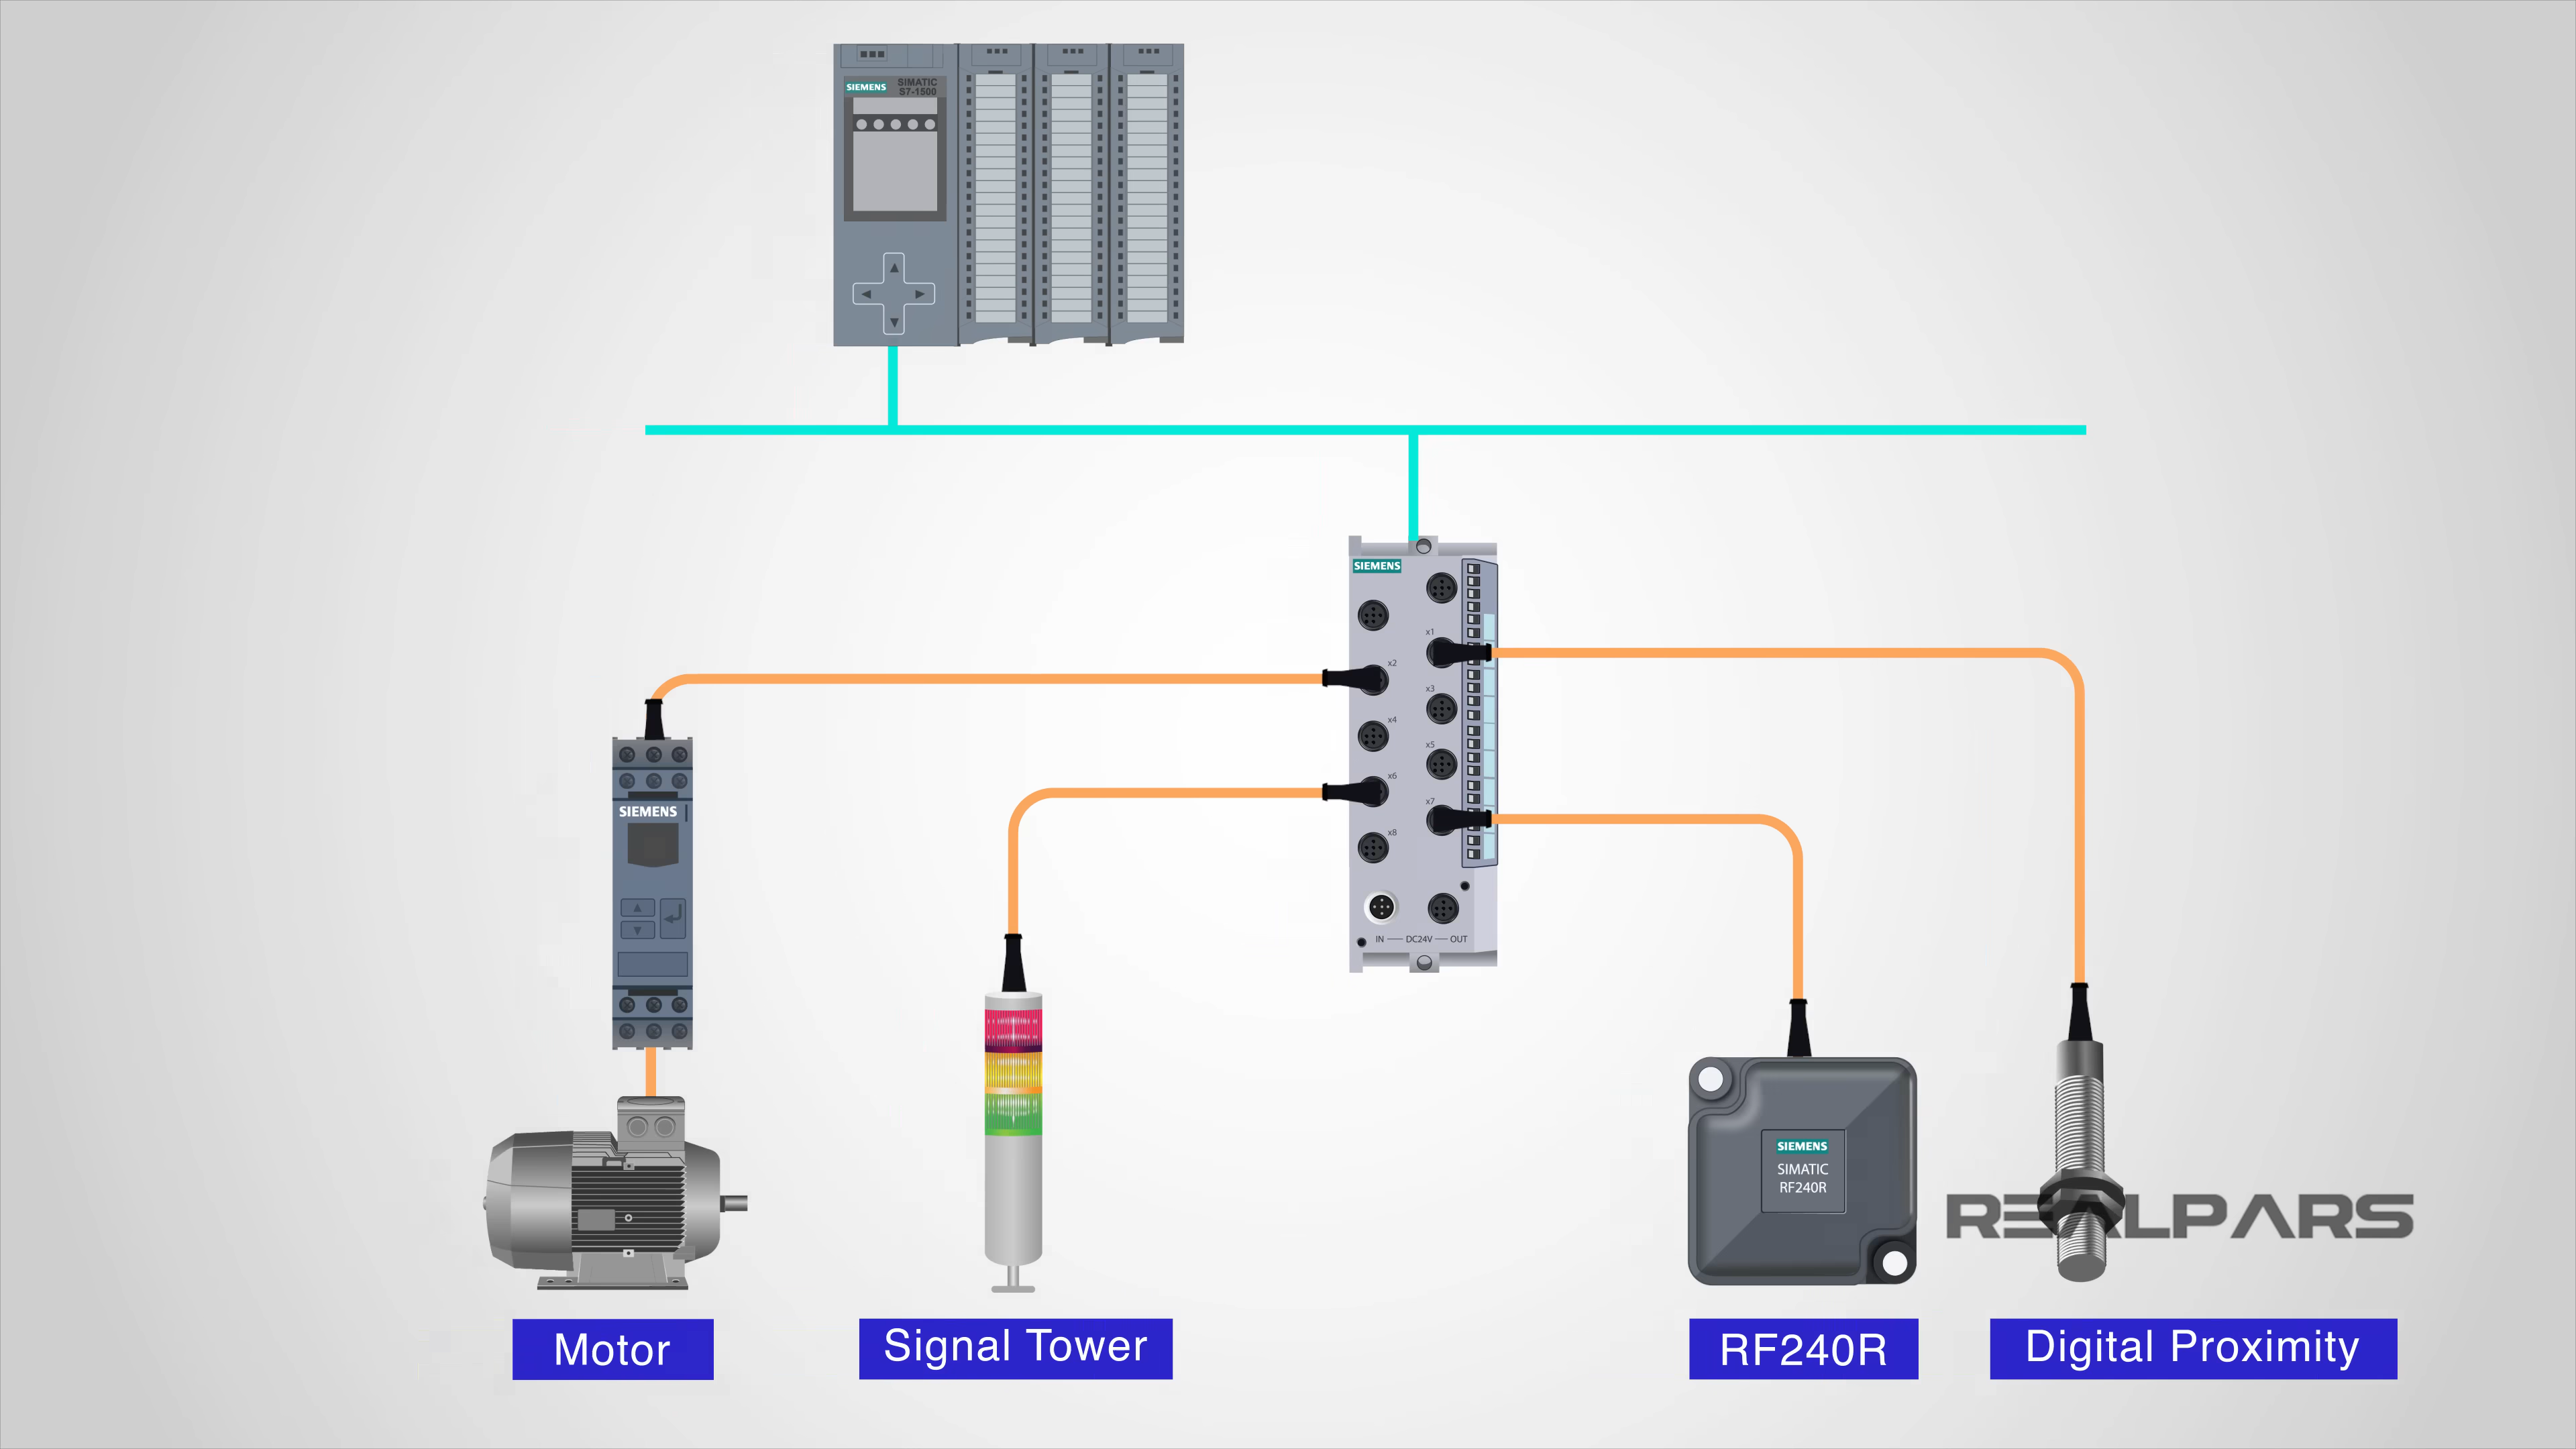 SIEMENS
SIMATIC
S7-1500
SIEMENS
x1
x2
x3
x4
x5
x6
x7
x8
IN — DC24V — OUT
SIEMENS
SIEMENS
SIMATIC
RF240R
REALPARS
Motor
Signal Tower
RF240R
Digital Proximity